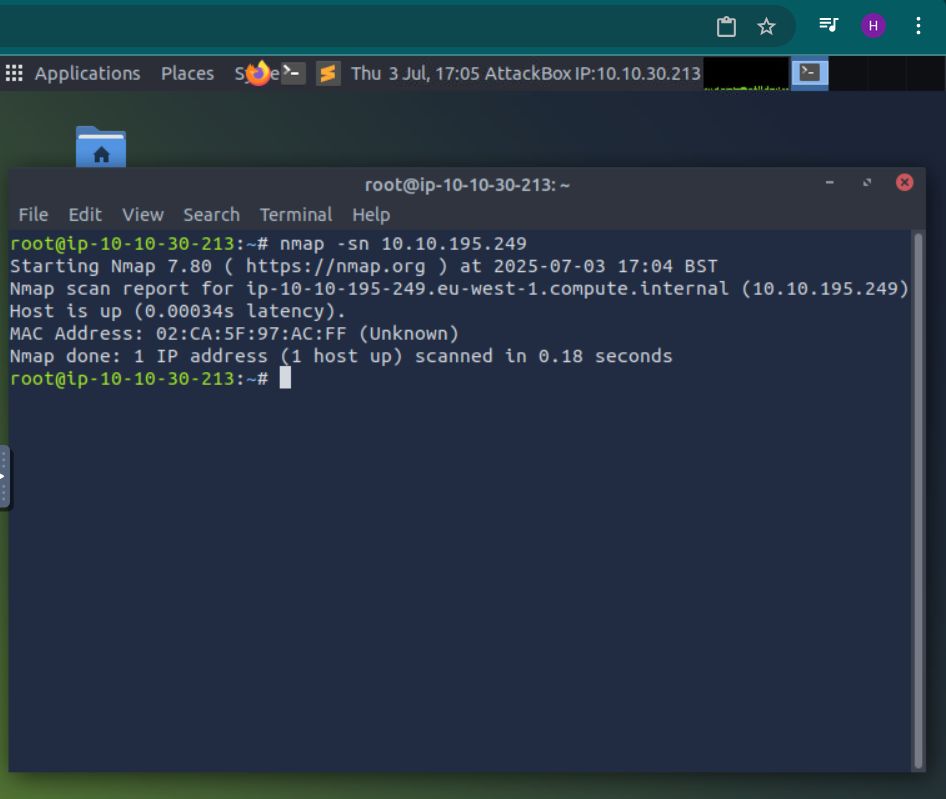 H
Applications Places S e Thu 3 Jul, 17:05 AttackBox IP:10.10.30.213
root@ip-10-10-30-213: ~
File Edit View Search Terminal Help
root@ip-10-10-30-213:~# nmap -sn 10.10.195.249
Starting Nmap 7.80 ( https://nmap.org ) at 2025-07-03 17:04 BST
Nmap scan report for ip-10-10-195-249.eu-west-1.compute.internal (10.10.195.249)
Host is up (0.00034s latency).
MAC Address: 02:CA:5F:97:AC:FF (Unknown)
Nmap done: 1 IP address (1 host up) scanned in 0.18 seconds
root@ip-10-10-30-213:~#